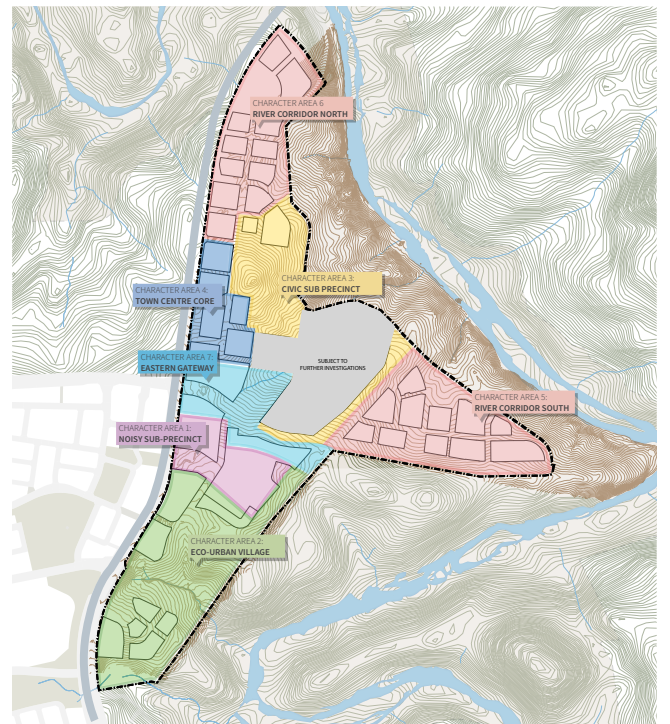 CHARACTER AREA 6
RIVER CORRIDOR NORTH
CHARACTER AREA 3:
CIVIC SUB PRECINCT
CHARACTER AREA 4:
TOWN CENTRE CORE
CHARACTER AREA 7:
EASTERN GATEWAY
SUBJECT TO
FURTHER INVESTIGATIONS
CHARACTER AREA 5:
RIVER CORRIDOR SOUTH
CHARACTER AREA 1:
NOISY SUB-PRECINCT
CHARACTER AREA 2:
ECO-URBAN VILLAGE